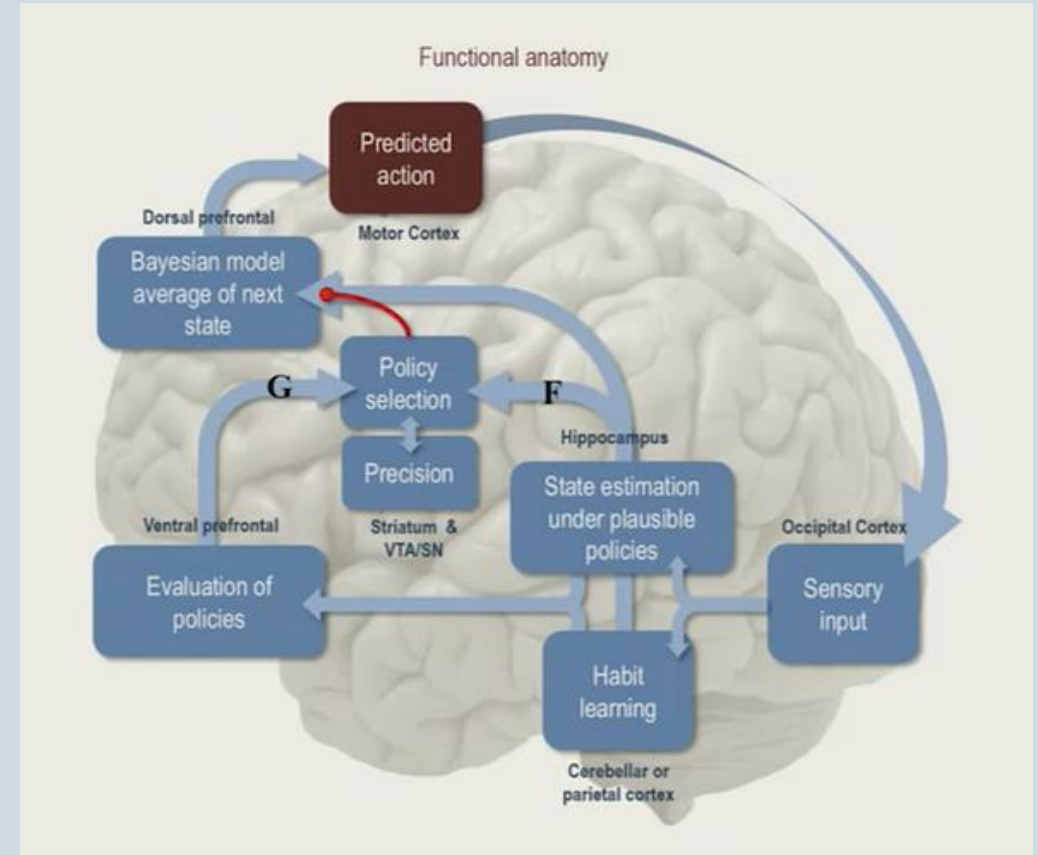 Functional anatomy
Predicted
action
Motor Cortex
Dorsal prefrontal
Bayesian model
average of next
state
Policy
selection
G
F
Precision
Striatum &
VTA/SN
Hippocampus
State estimation
under plausible
policies
Ventral prefrontal
Evaluation of
policies
Occipital Cortex
Sensory
input
Habit
learning
Cerebellar or
parietal cortex